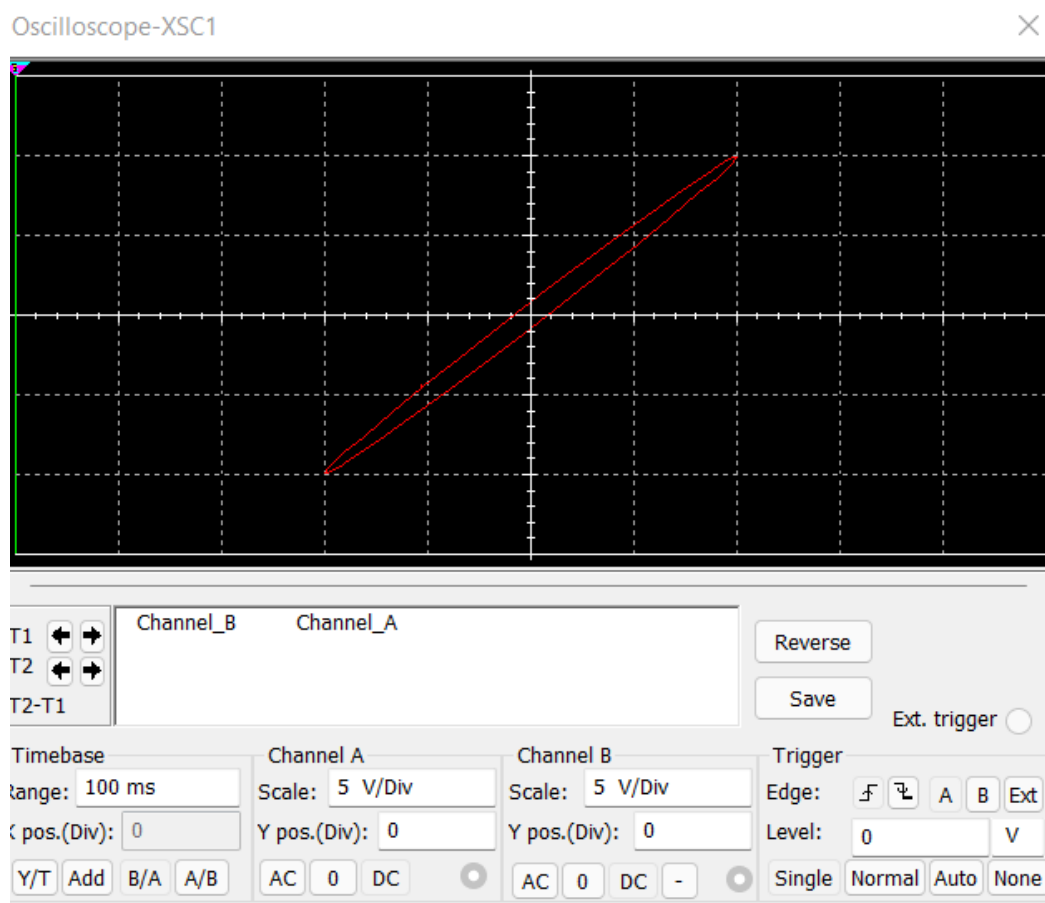 Oscilloscope-XSC1
Channel_B Channel_A
T1
T2
T2-T1
Reverse
Save
Ext. trigger
Timebase Channel A Channel B Trigger
Range: 100 ms Scale: 5 V/Div Scale: 5 V/Div Edge: A B Ext
X pos.(Div): 0 Y pos.(Div): 0 Y pos.(Div): 0 Level: 0 V
Y/T Add B/A A/B AC 0 DC AC 0 DC - Single Normal Auto None